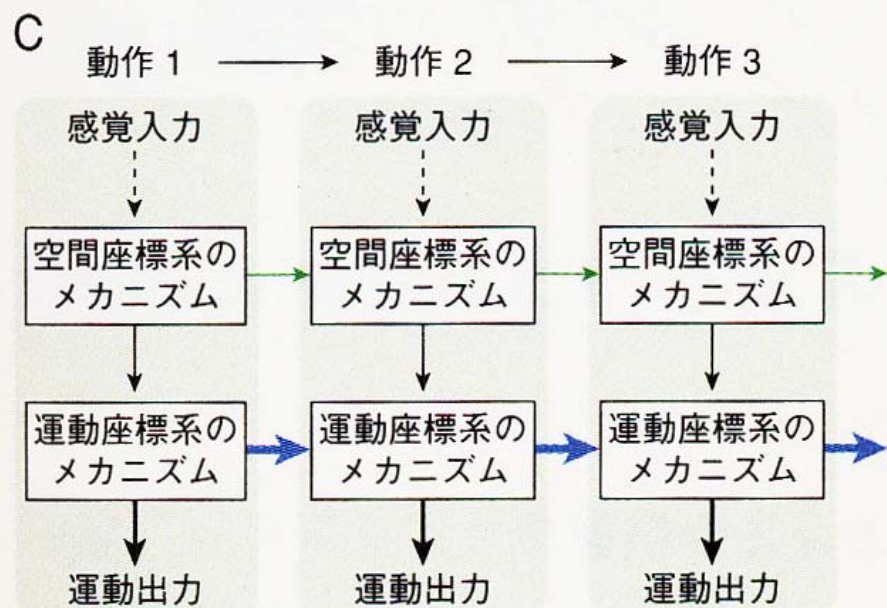 C
動作 1
動作 2
動作 3
感覚入力
感覚入力
感覚入力
空間座標系の
メカニズム
空間座標系の
メカニズム
空間座標系の
メカニズム
運動座標系の
メカニズム
運動座標系の
メカニズム
運動座標系の
メカニズム
運動出力
運動出力
運動出力